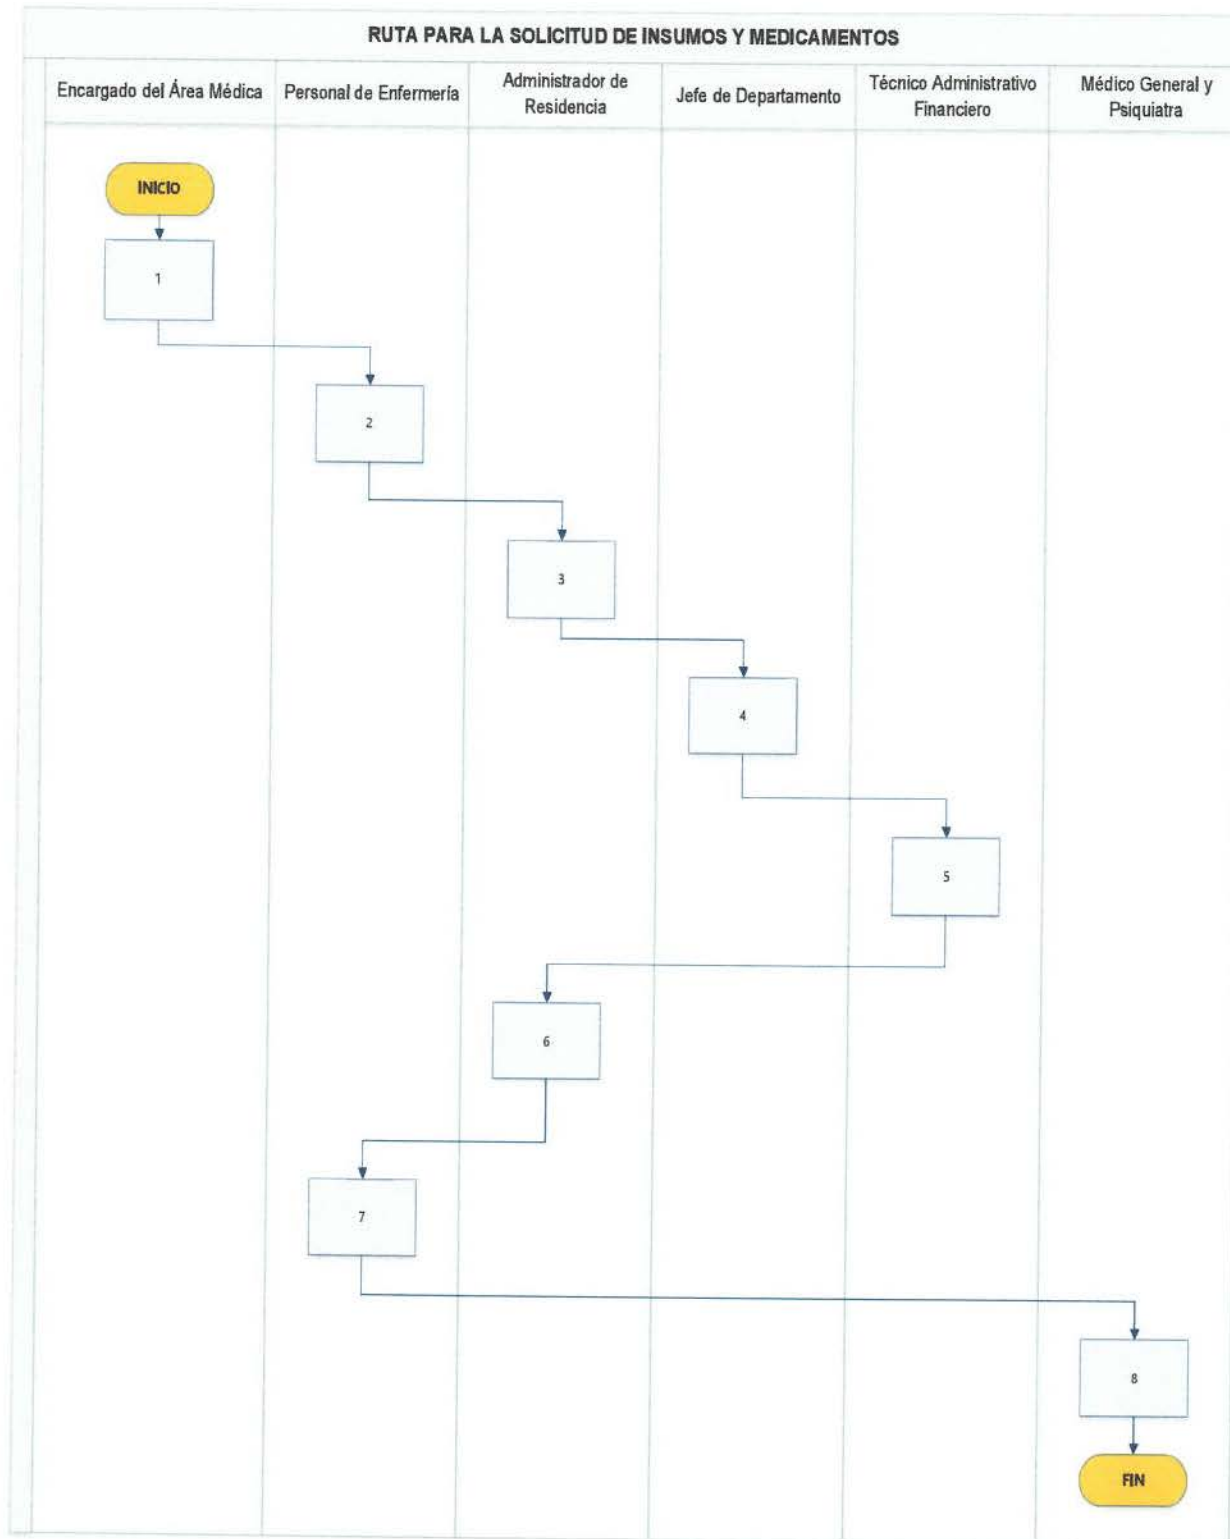 RUTA PARA LA SOLICITUD DE INSUMOS Y MEDICAMENTOS
Encargado del Área Médica
Personal de Enfermería
Administrador de
Residencia
Jefe de Departamento
Técnico Administrativo
Financiero
Médico General y
Psiquiatra
INICIO
1
2
3
4
5
6
7
8
FIN